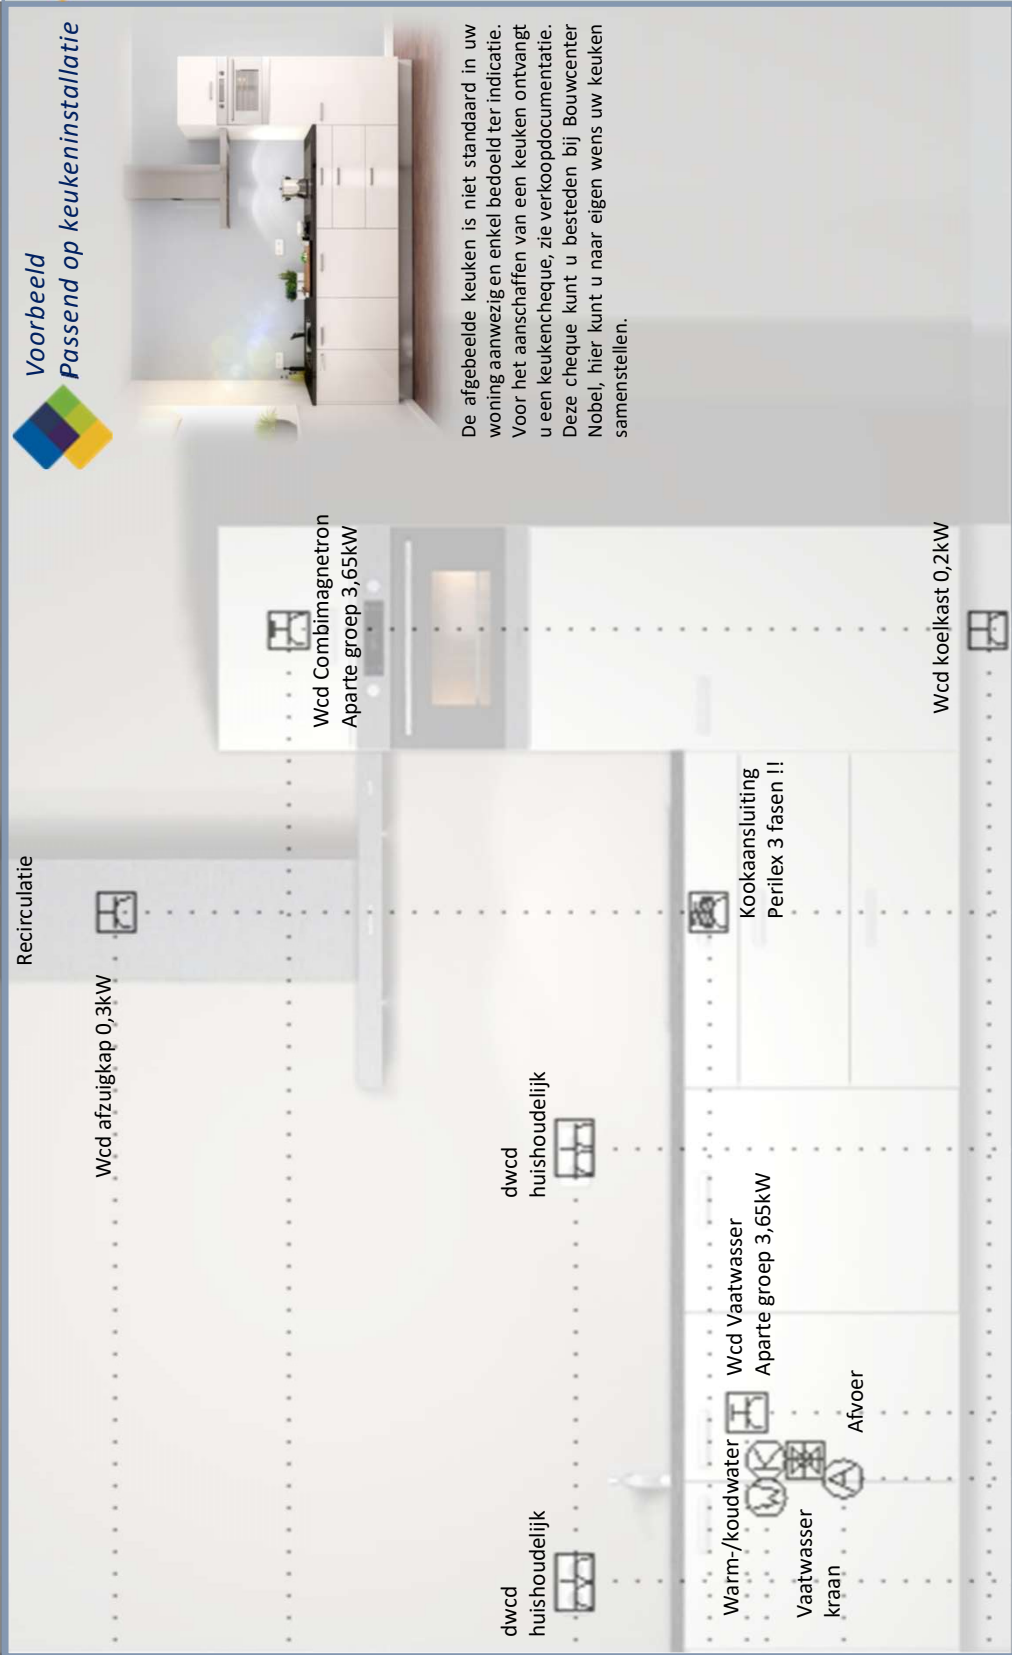 Voorbeeld
Passend op keukeninstallatie
De afgebeelde keuken is niet standaard in uw
woning aanwezig en enkel bedoeld ter indicatie.
Voor het aanschaffen van een keuken ontvangt
u een keukencheque, zie verkoopdocumentatie.
Deze cheque kunt u besteden bij Bouwcenter
Nobel, hier kunt u naar eigen wens uw keuken
samenstellen.
Recirculatie
Wcd afzuigkap 0,3kW
Wcd Combimagnetron
Aparte groep 3,65kW
dwcd
huishoudelijk
dwcd
huishoudelijk
Kookaansluiting
Perilex 3 fasen !!
Wcd Vaatwasser
Aparte groep 3,65kW
Warm-/koudwater
W
K
Vaatwasser
kraan
A
Afvoer
Wcd koelkast 0,2kW